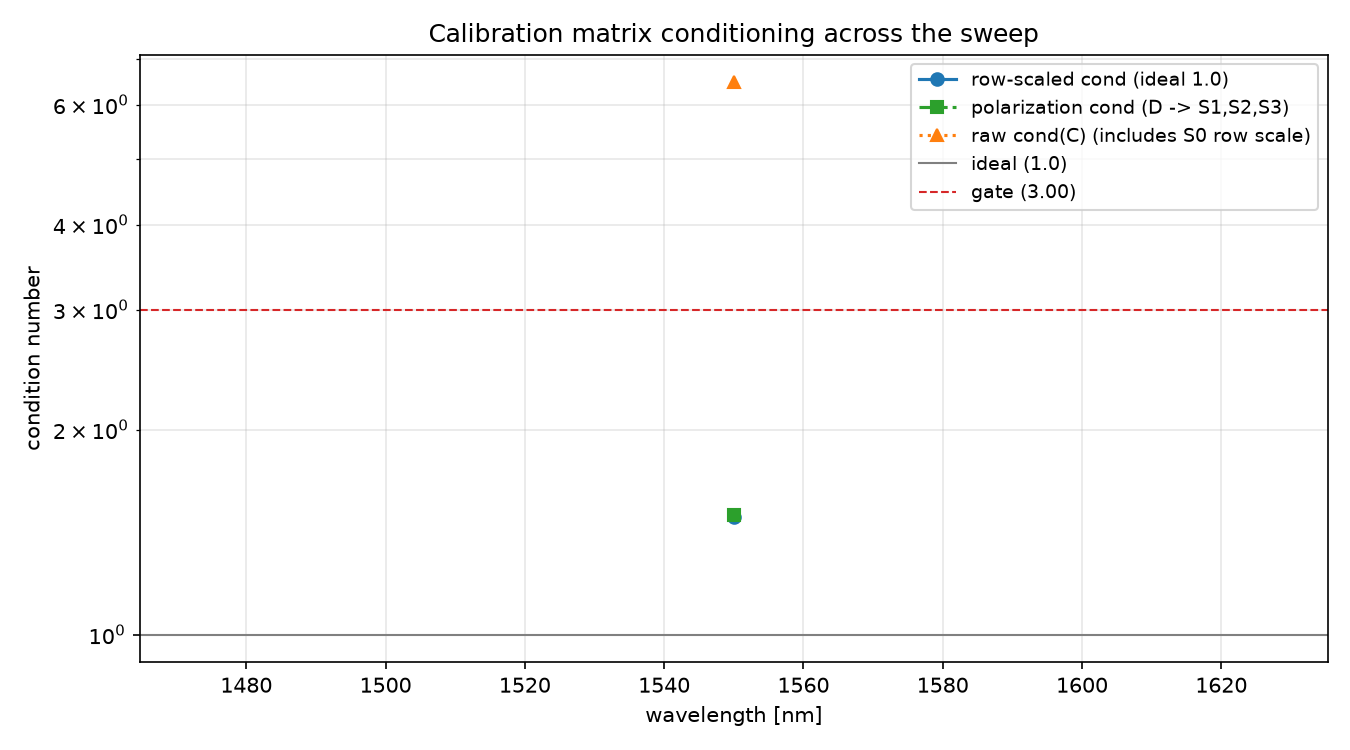 Calibration matrix conditioning across the sweep
row-scaled cond (ideal 1.0)
polarization cond (D -> S1,S2,S3)
raw cond(C) (includes S0 row scale)
ideal (1.0)
gate (3.00)
condition number
6 × 10⁰
4 × 10⁰
3 × 10⁰
2 × 10⁰
10⁰
1480 1500 1520 1540 1560 1580 1600 1620
wavelength [nm]